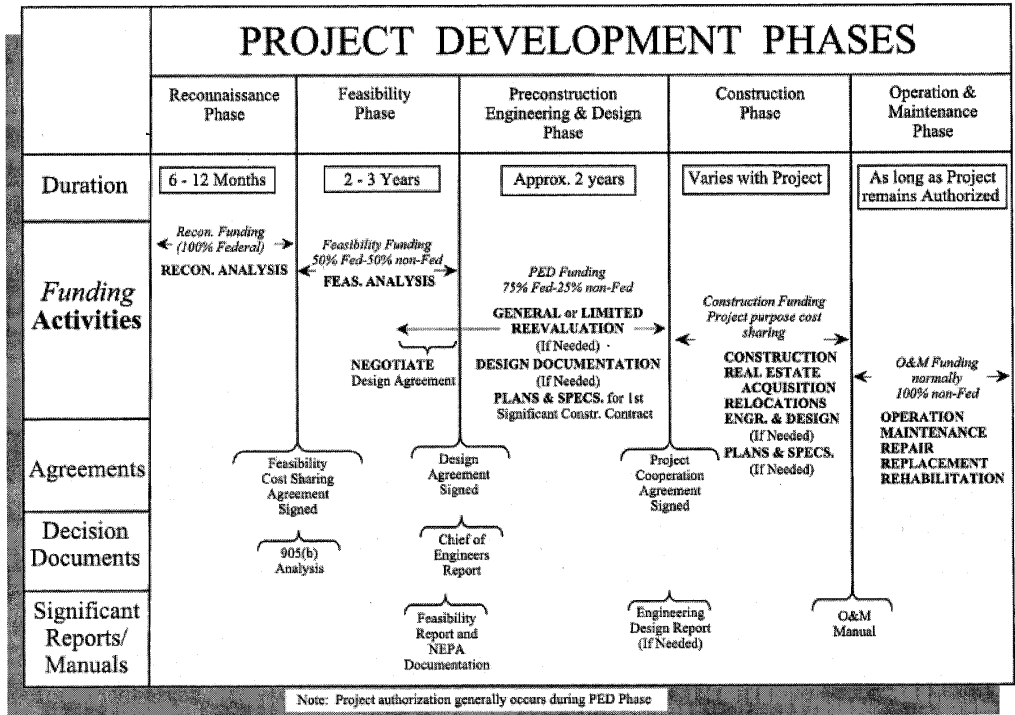 PROJECT DEVELOPMENT PHASES
Reconnaissance
Phase
Feasibility
Phase
Preconstruction
Engineering & Design
Phase
Construction
Phase
Operation &
Maintenance
Phase
Duration
6 - 12 Months
2 - 3 Years
Approx. 2 years
Varies with Project
As long as Project
remains Authorized
Funding
Activities
Recon. Funding
(100% Federal)
RECON. ANALYSIS
Feasibility Funding
50% Fed-50% non-Fed
FEAS. ANALYSIS
NEGOTIATE
Design Agreement
PED Funding
75% Fed-25% non-Fed
GENERAL or LIMITED
REEVALUATION
(If Needed)
DESIGN DOCUMENTATION
(If Needed)
PLANS & SPECS. for 1st
Significant Constr. Contract
Construction Funding
Project purpose cost
sharing
CONSTRUCTION
REAL ESTATE
ACQUISITION
RELOCATIONS
ENGR. & DESIGN
(If Needed)
PLANS & SPECS.
(If Needed)
O&M Funding
normally
100% non-Fed
OPERATION
MAINTENANCE
REPAIR
REPLACEMENT
REHABILITATION
Agreements
Feasibility
Cost Sharing
Agreement
Signed
Design
Agreement
Signed
Project
Cooperation
Agreement
Signed
Decision
Documents
905(b)
Analysis
Chief of
Engineers
Report
Significant
Reports/
Manuals
Feasibility
Report and
NEPA
Documentation
Engineering
Design Report
(If Needed)
O&M
Manual
Note: Project authorization generally occurs during PED Phase